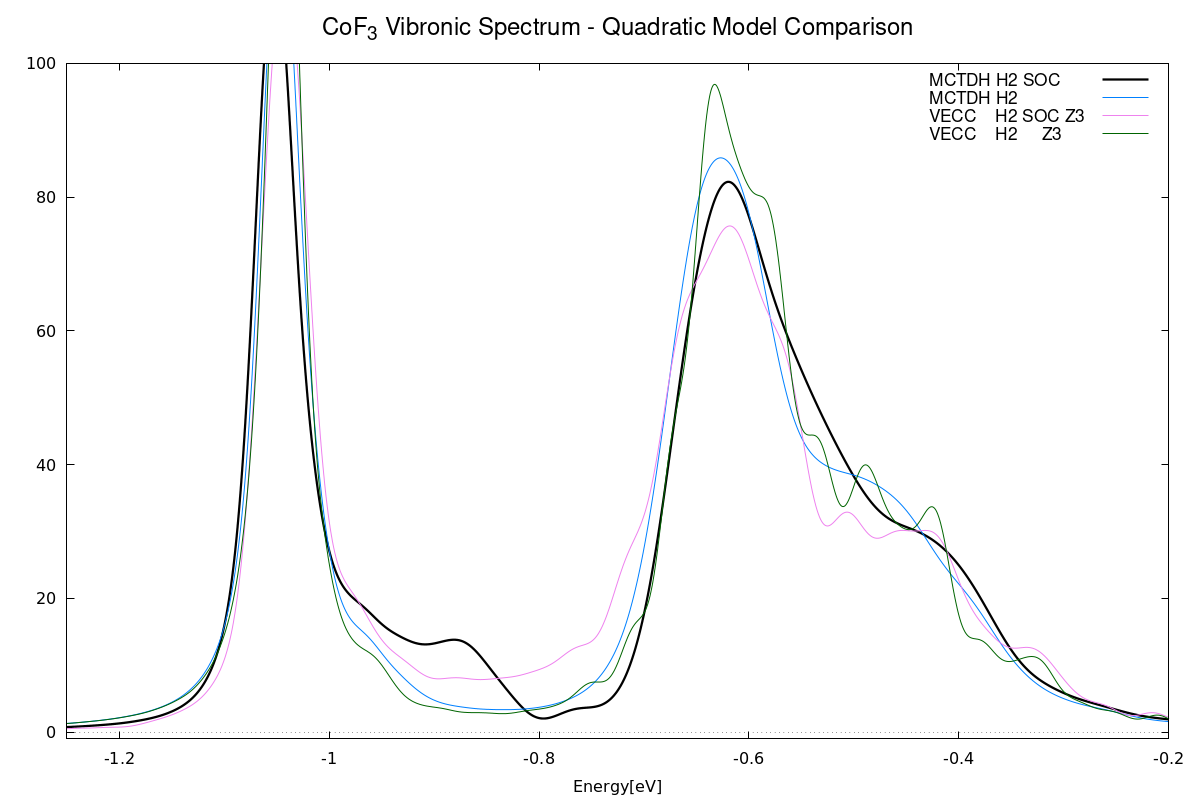 CoF3 Vibronic Spectrum - Quadratic Model Comparison
100
80
60
40
20
0
MCTDH H2 SOC
MCTDH H2
VECC H2 SOC Z3
VECC H2 Z3
-1.2 -1 -0.8 -0.6 -0.4 -0.2
Energy[eV]